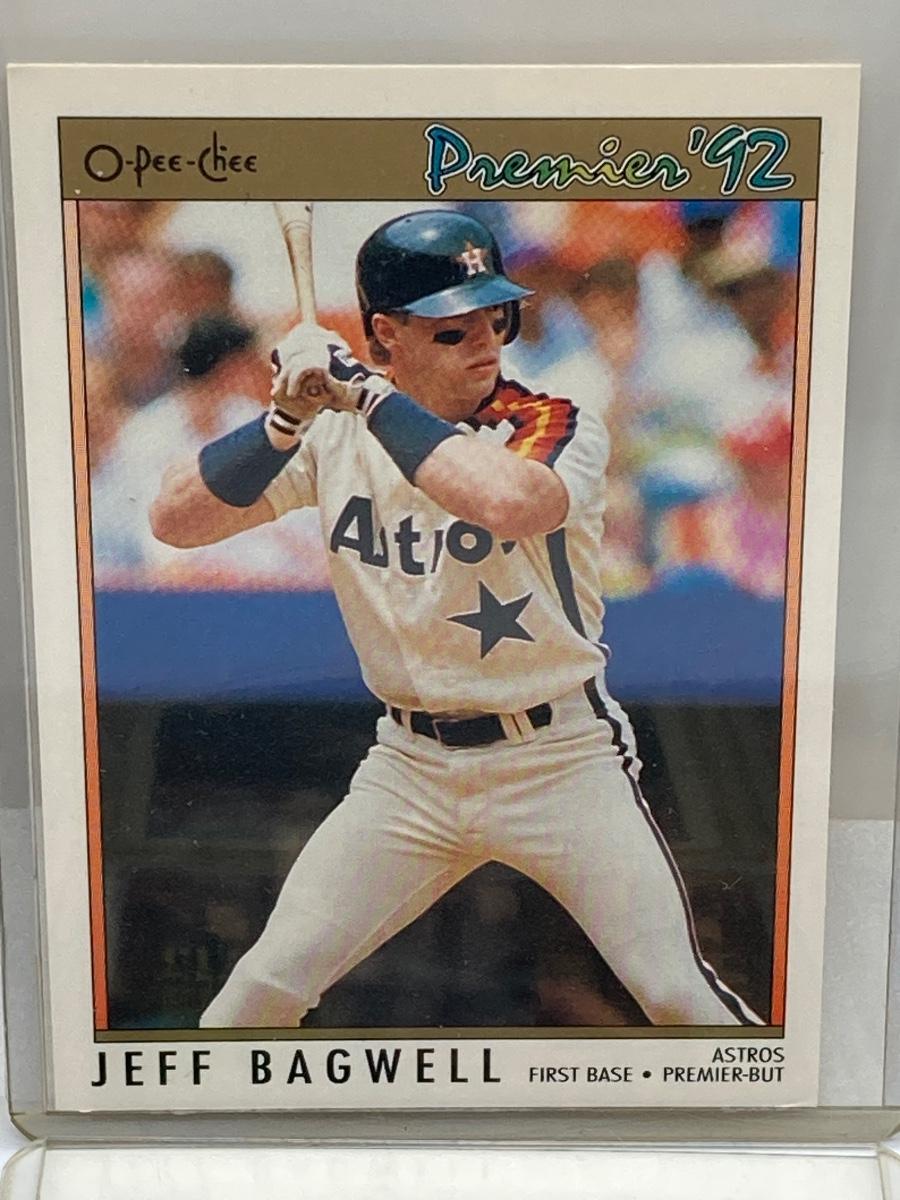 O-Pee-Chee
Premier '92
H
Astros
JEFF BAGWELL
ASTROS
FIRST BASE • PREMIER-BUT